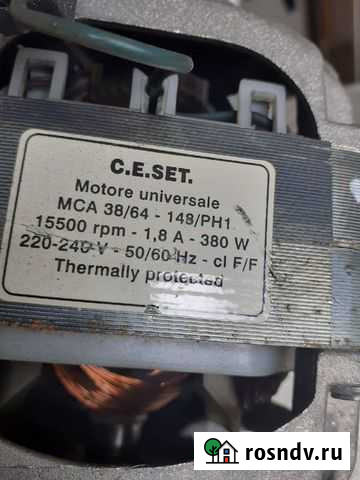 C.E.SET.
Motore universale
MCA 38/64 - 148/PH1
15500 rpm - 1,8 A - 380 W
220-240 V - 50/60 Hz - cl F/F
Thermally protected
rosndv.ru